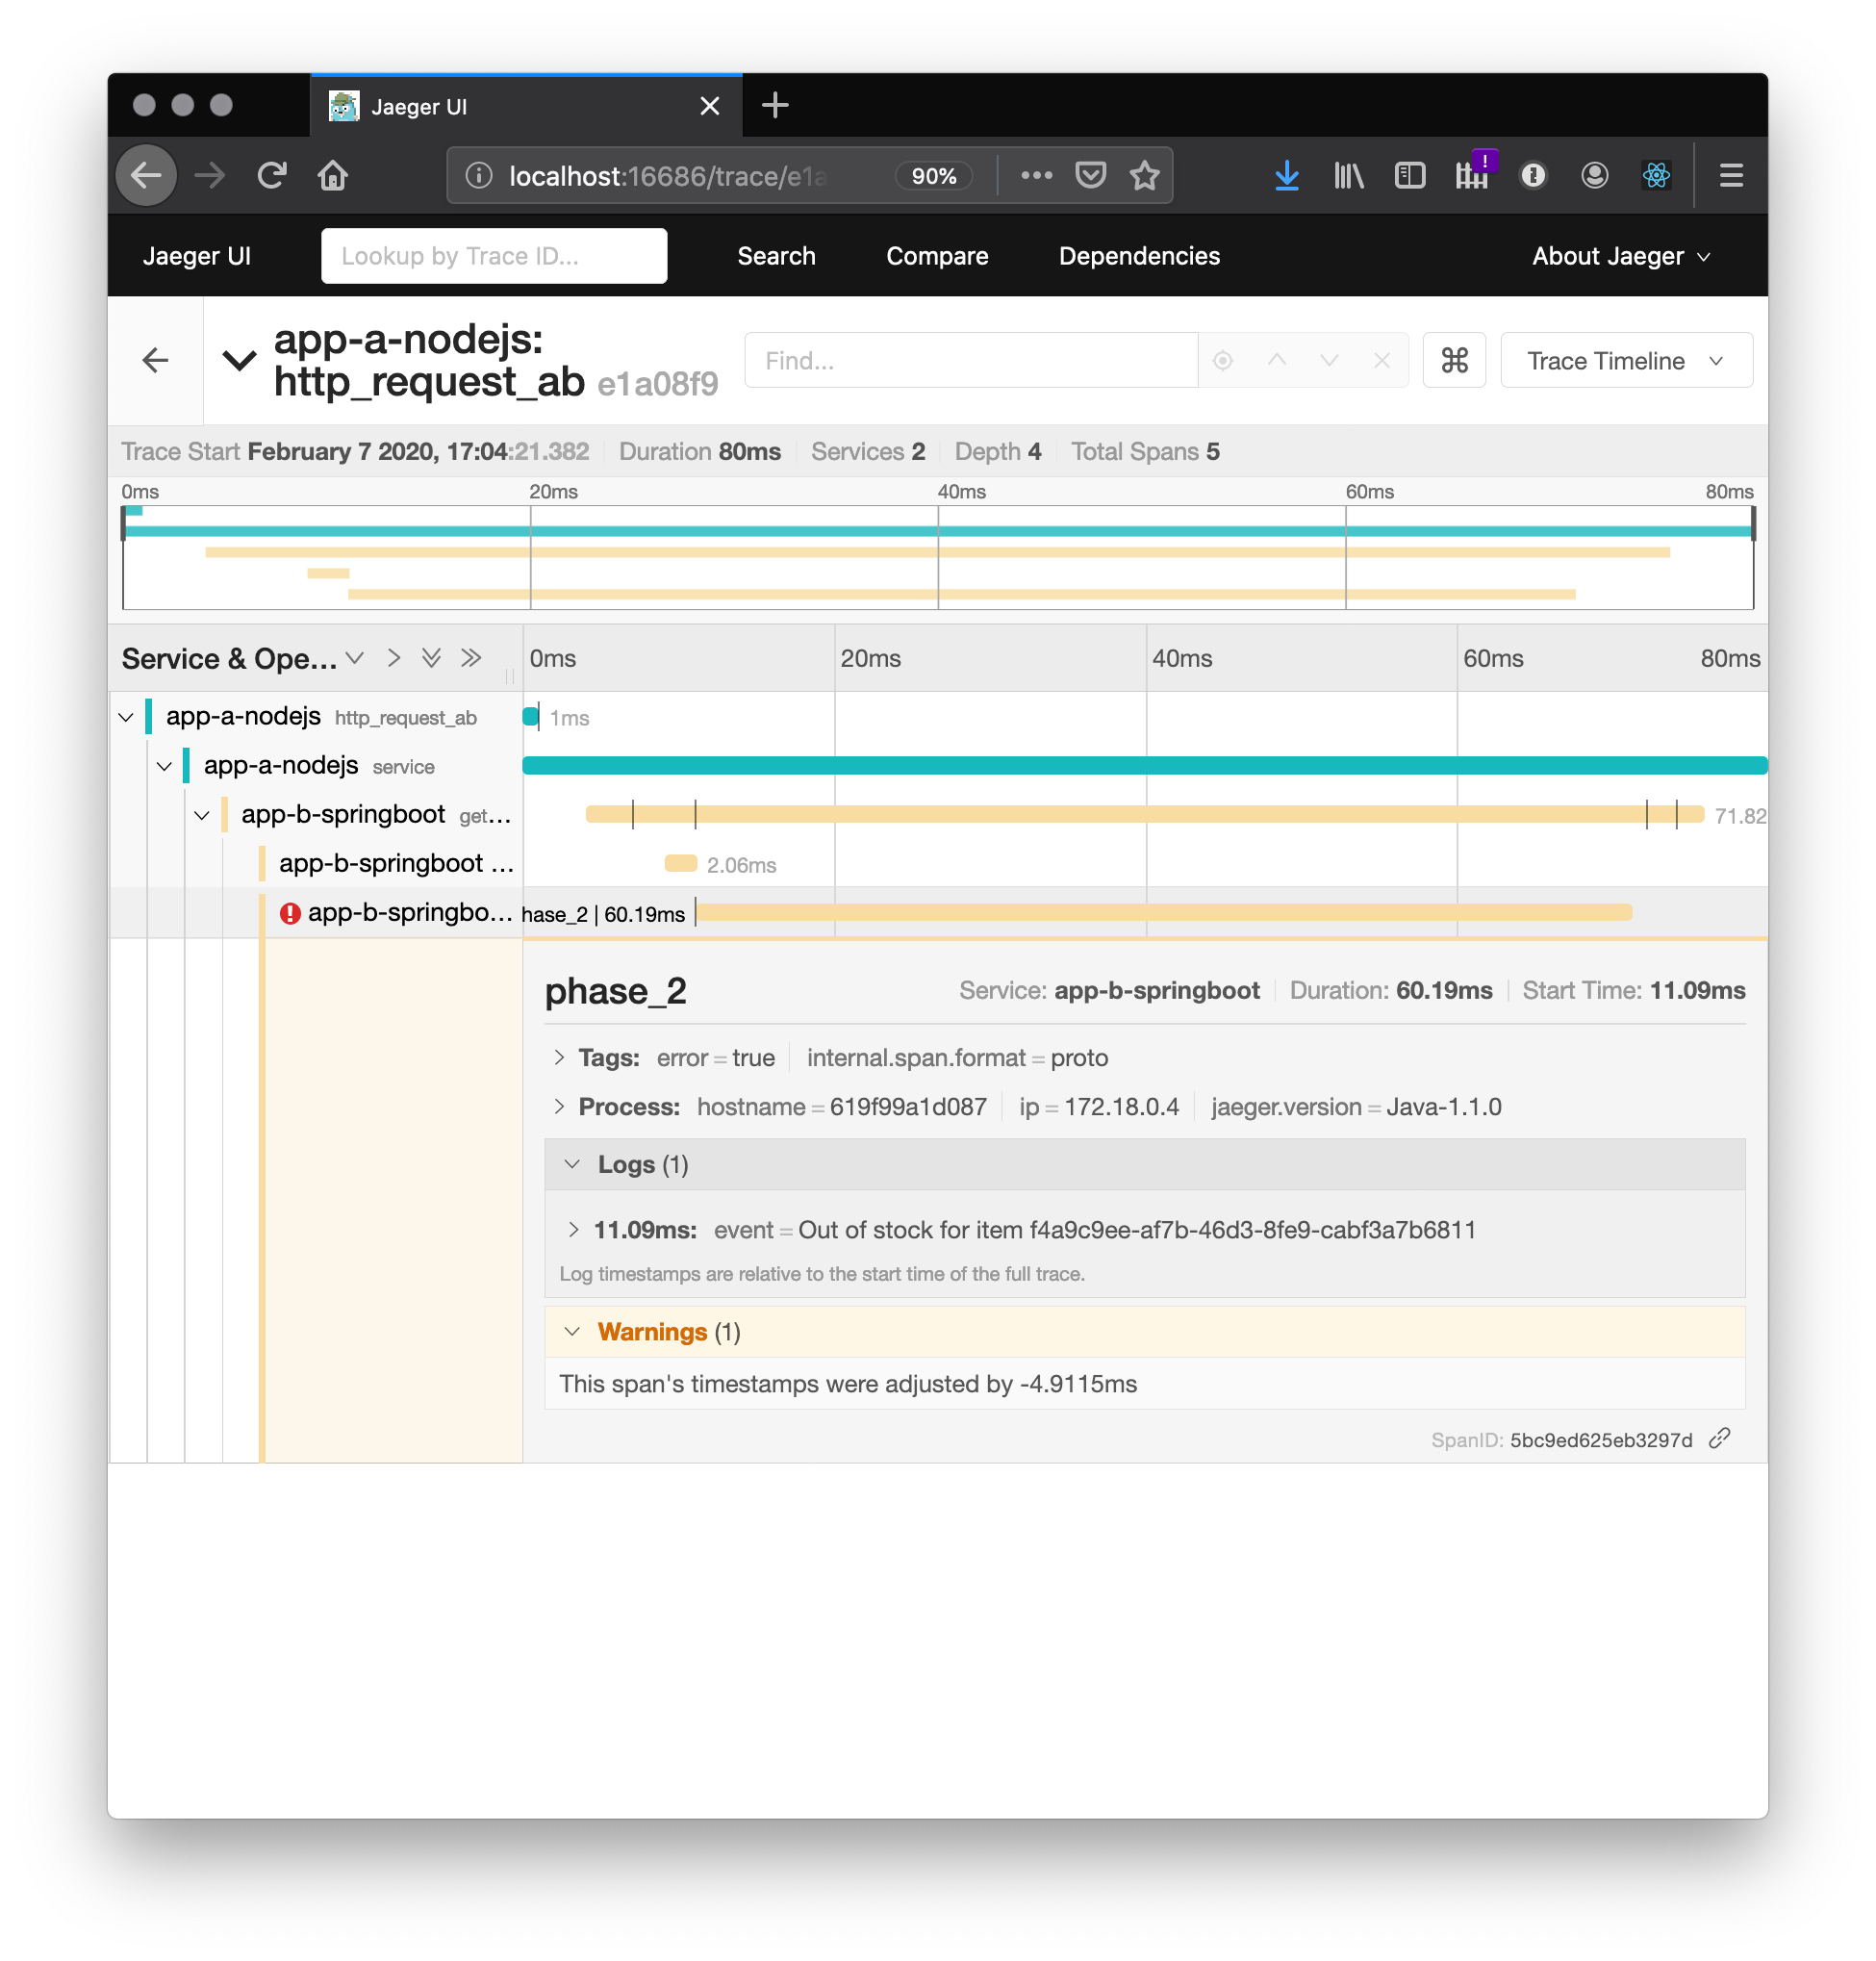 Jaeger UI
localhost:16686/trace/e1a
90%
Jaeger UI
Lookup by Trace ID...
Search
Compare
Dependencies
About Jaeger
app-a-nodejs:
http_request_ab e1a08f9
Find...
Trace Timeline
Trace Start February 7 2020, 17:04:21.382 Duration 80ms Services 2 Depth 4 Total Spans 5
0ms 20ms 40ms 60ms 80ms
Service & Ope... 0ms 20ms 40ms 60ms 80ms
app-a-nodejs http_request_ab 1ms
app-a-nodejs service
app-b-springboot get... 71.82
app-b-springboot ... 2.06ms
app-b-springbo... hase_2 | 60.19ms
phase_2 Service: app-b-springboot Duration: 60.19ms Start Time: 11.09ms
Tags: error = true internal.span.format = proto
Process: hostname = 619f99a1d087 ip = 172.18.0.4 jaeger.version = Java-1.1.0
Logs (1)
11.09ms: event = Out of stock for item f4a9c9ee-af7b-46d3-8fe9-cabf3a7b6811
Log timestamps are relative to the start time of the full trace.
Warnings (1)
This span's timestamps were adjusted by -4.9115ms
SpanID: 5bc9ed625eb3297d